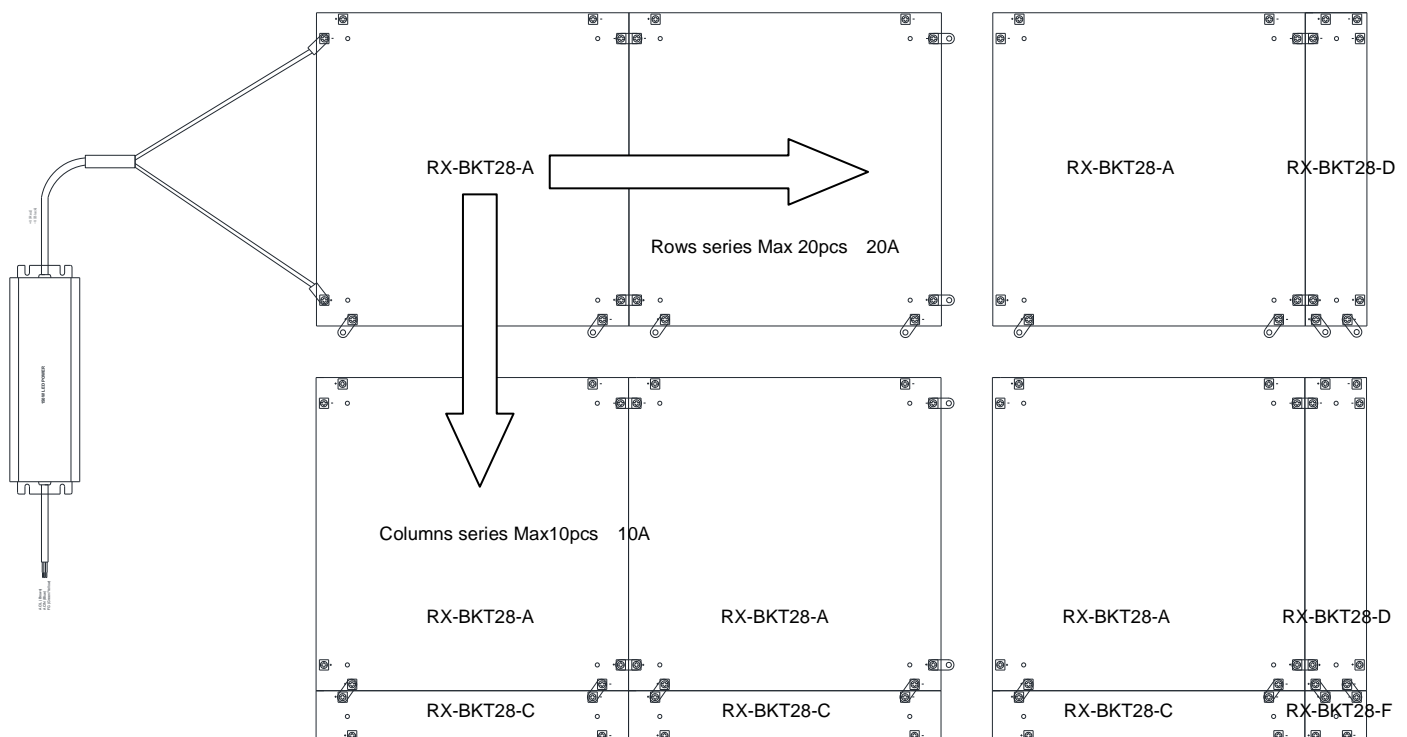 RX-BKT28-A
RX-BKT28-A
RX-BKT28-D
Rows series Max 20pcs 20A
Columns series Max10pcs 10A
RX-BKT28-A
RX-BKT28-A
RX-BKT28-A
RX-BKT28-D
RX-BKT28-C
RX-BKT28-C
RX-BKT28-C
RX-BKT28-F